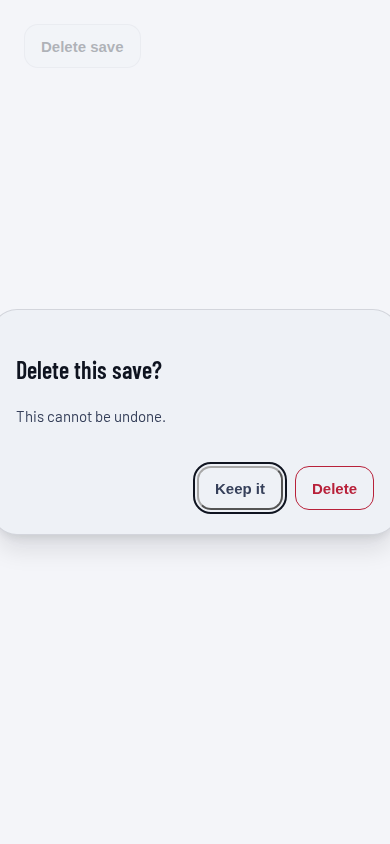 Delete save
Delete this save?
This cannot be undone.
Keep it
Delete